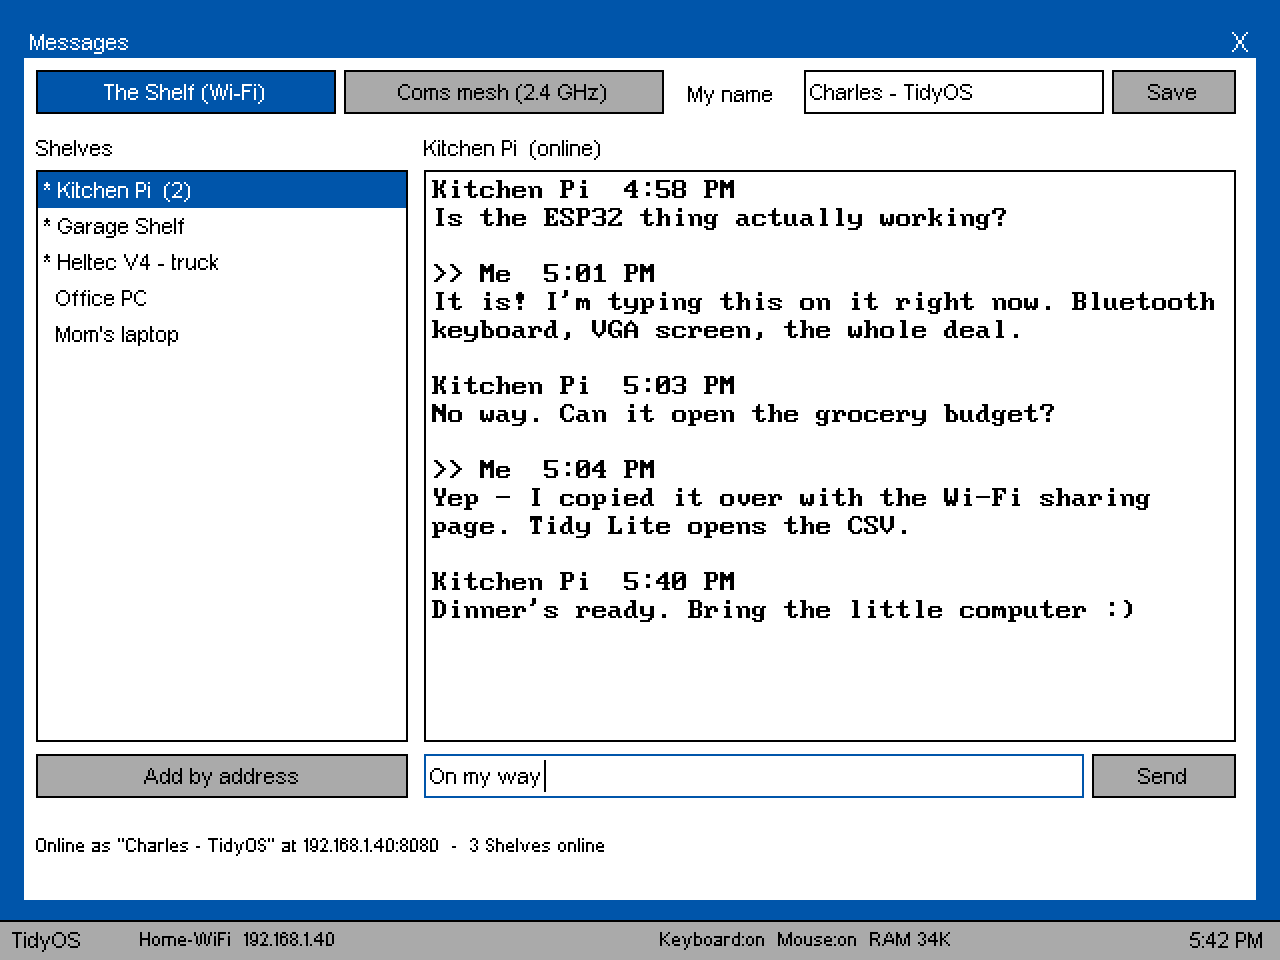 Messages X
The Shelf (Wi-Fi) Coms mesh (2.4 GHz) My name Charles - TidyOS Save
Shelves
* Kitchen Pi (2)
* Garage Shelf
* Heltec V4 - truck
Office PC
Mom's laptop
Add by address
Kitchen Pi (online)
Kitchen Pi 4:58 PM
Is the ESP32 thing actually working?
>> Me 5:01 PM
It is! I'm typing this on it right now. Bluetooth
keyboard, VGA screen, the whole deal.
Kitchen Pi 5:03 PM
No way. Can it open the grocery budget?
>> Me 5:04 PM
Yep - I copied it over with the Wi-Fi sharing
page. Tidy Lite opens the CSV.
Kitchen Pi 5:40 PM
Dinner's ready. Bring the little computer :)
On my way Send
Online as "Charles - TidyOS" at 192.168.1.40:8080 - 3 Shelves online
TidyOS Home-WiFi 192.168.1.40 Keyboard:on Mouse:on RAM 34K 5:42 PM